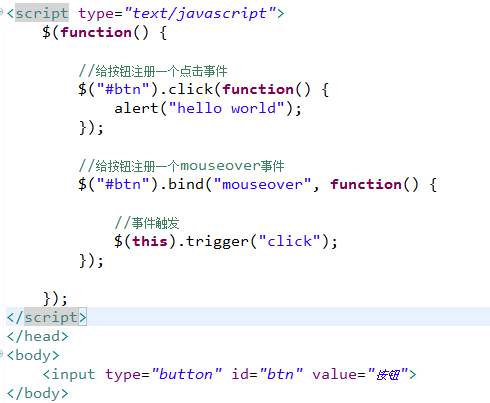 <script type="text/javascript">
$(function() {
//给按钮注册一个点击事件
$("#btn").click(function() {
alert("hello world");
});
//给按钮注册一个mouseover事件
$("#btn").bind("mouseover", function() {
//事件触发
$(this).trigger("click");
});
});
</script>
</head>
<body>
<input type="button" id="btn" value="按钮">
</body>